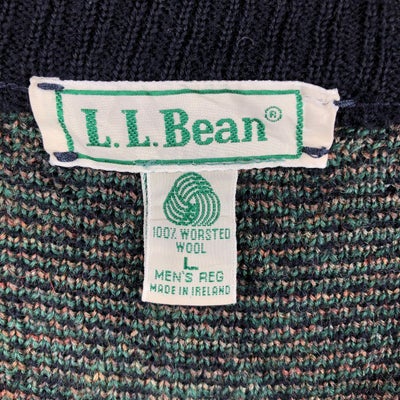 L.L.Bean®
100% WORSTED
WOOL
L
MEN'S REG
MADE IN IRELAND